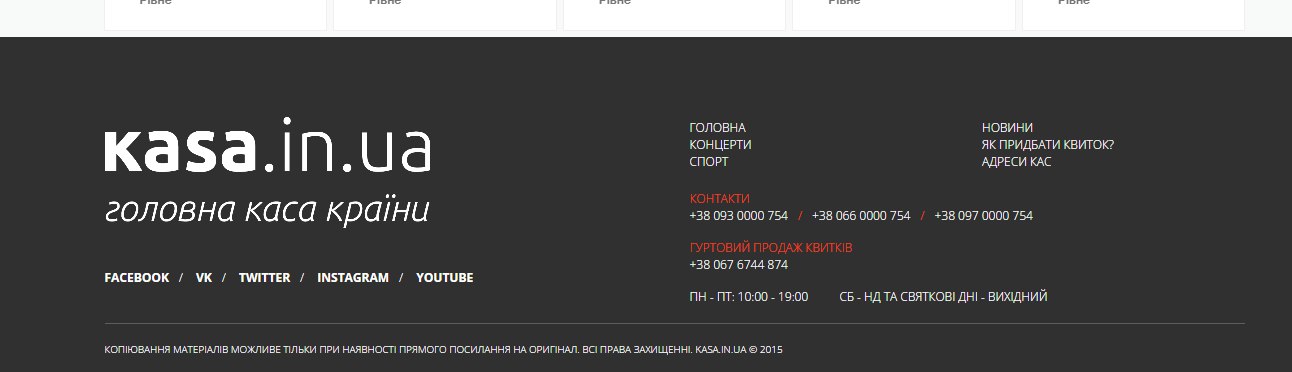 Рівне Рівне Рівне Рівне Рівне
кasa.in.ua
головна каса країни
FACEBOOK / VK / TWITTER / INSTAGRAM / YOUTUBE
ГОЛОВНА
КОНЦЕРТИ
СПОРТ
НОВИНИ
ЯК ПРИДБАТИ КВИТОК?
АДРЕСИ КАС
КОНТАКТИ
+38 093 0000 754 / +38 066 0000 754 / +38 097 0000 754
ГУРТОВИЙ ПРОДАЖ КВИТКІВ
+38 067 6744 874
ПН - ПТ: 10:00 - 19:00 СБ - НД ТА СВЯТКОВІ ДНІ - ВИХІДНИЙ
КОПІЮВАННЯ МАТЕРІАЛІВ МОЖЛИВЕ ТІЛЬКИ ПРИ НАЯВНОСТІ ПРЯМОГО ПОСИЛАННЯ НА ОРИГІНАЛ. ВСІ ПРАВА ЗАХИЩЕННІ. KASA.IN.UA © 2015